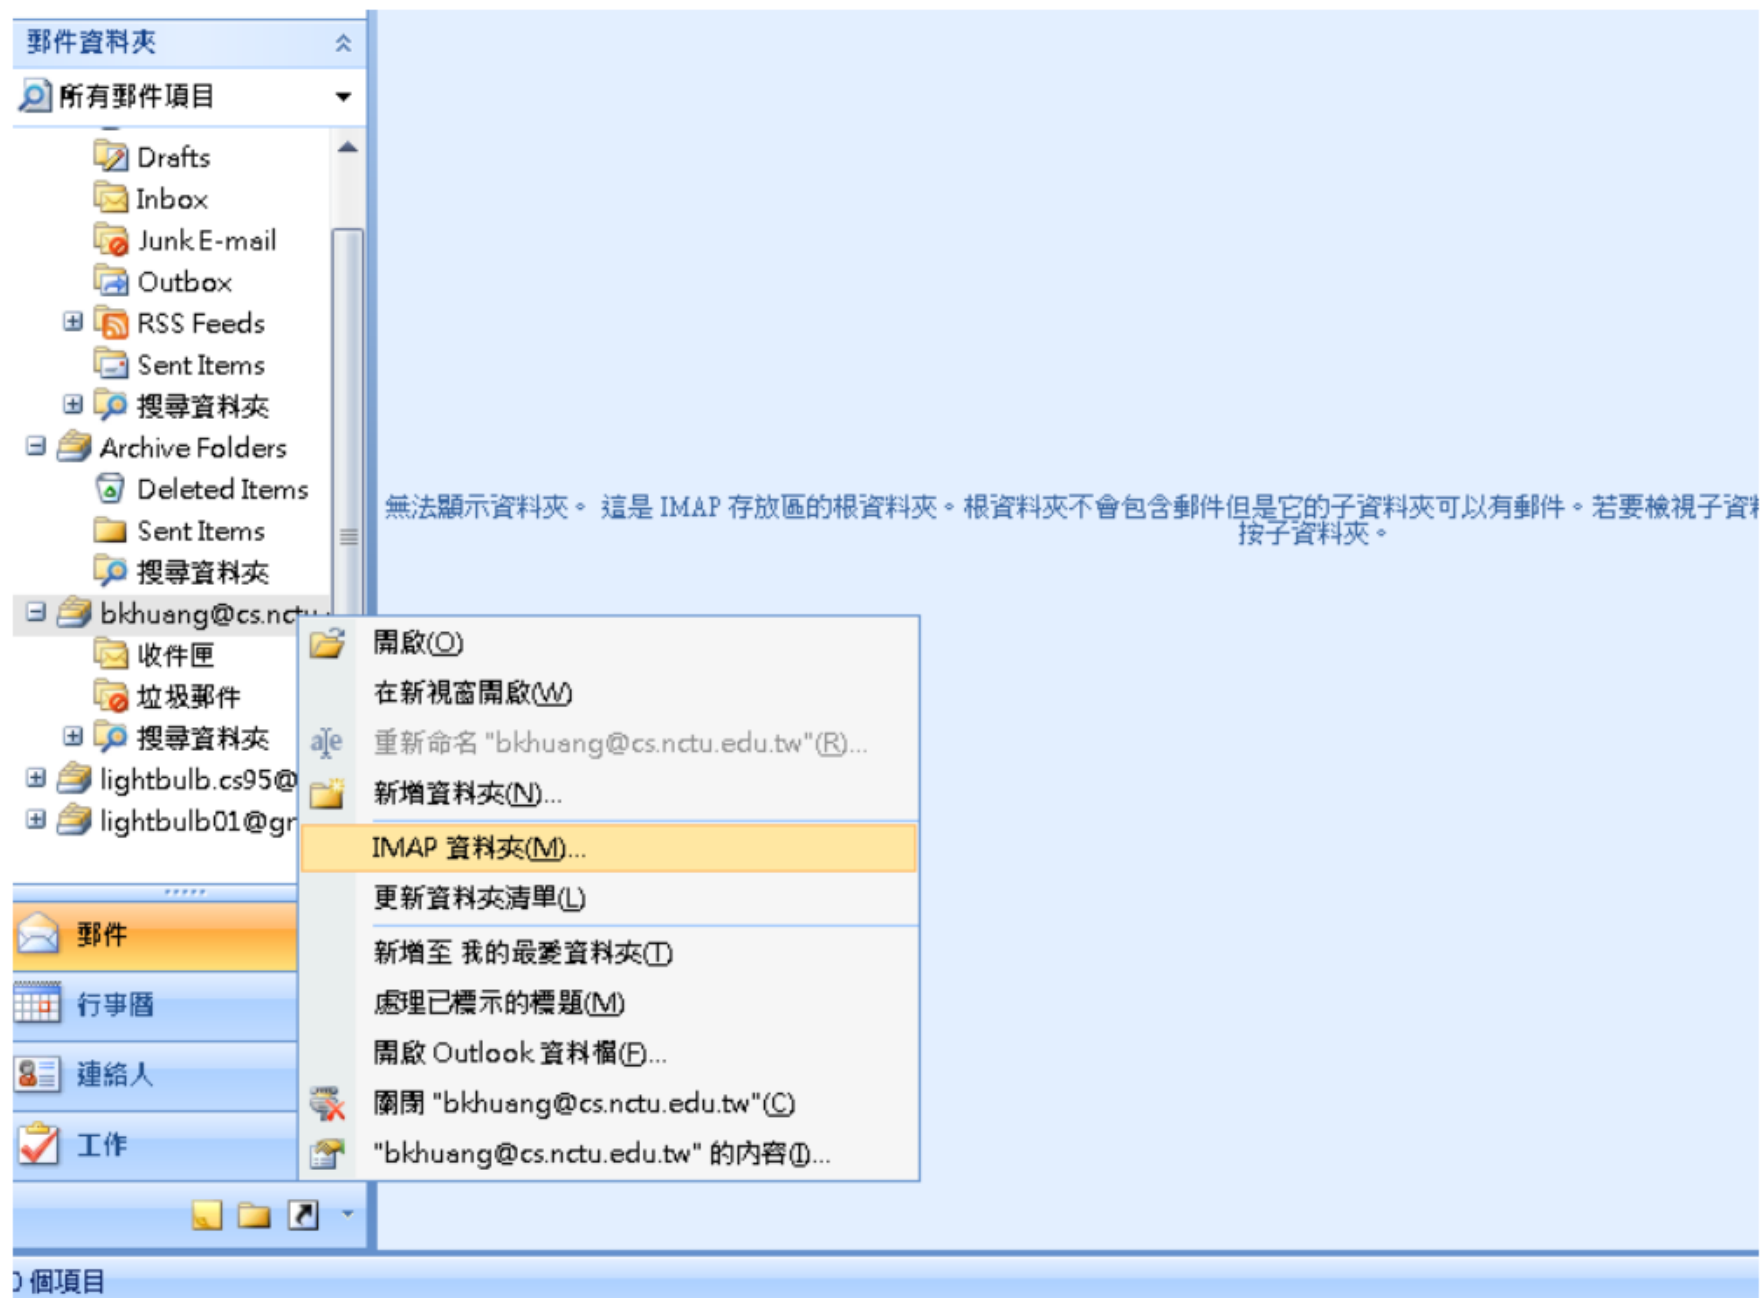 郵件資料夾
所有郵件項目
Drafts
Inbox
Junk E-mail
Outbox
RSS Feeds
Sent Items
搜尋資料夾
Archive Folders
Deleted Items
Sent Items
搜尋資料夾
bkhuang@cs.nctu.
收件匣
垃圾郵件
搜尋資料夾
lightbulb.cs95@
lightbulb01@gr
郵件
行事曆
連絡人
工作
0 個項目
無法顯示資料夾。 這是 IMAP 存放區的根資料夾。根資料夾不會包含郵件但是它的子資料夾可以有郵件。若要檢視子資料
按子資料夾。
開啟(O)
在新視窗開啟(W)
重新命名 "bkhuang@cs.nctu.edu.tw"(R)...
新增資料夾(N)...
IMAP 資料夾(M)...
更新資料夾清單(L)
新增至 我的最愛資料夾(T)
處理已標示的標題(M)
開啟 Outlook 資料檔(F)...
關閉 "bkhuang@cs.nctu.edu.tw"(C)
"bkhuang@cs.nctu.edu.tw" 的內容(I)...